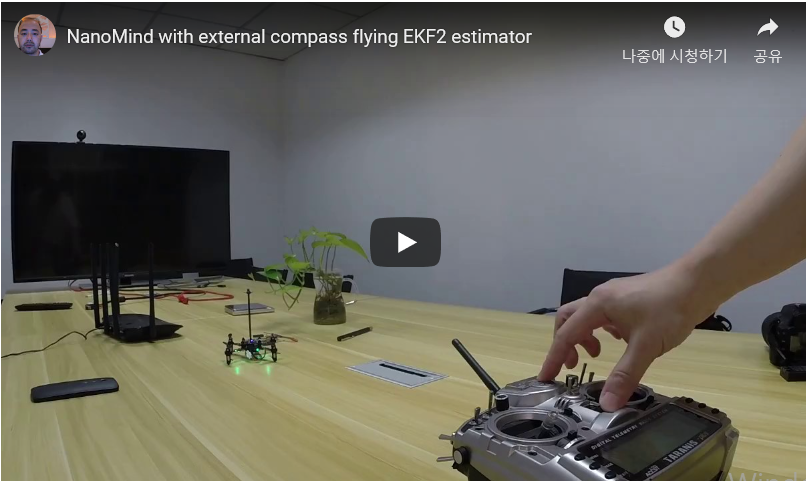 NanoMind with external compass flying EKF2 estimator
나중에 시청하기
공유
DIGITAL TELEMETRY
TARANIS